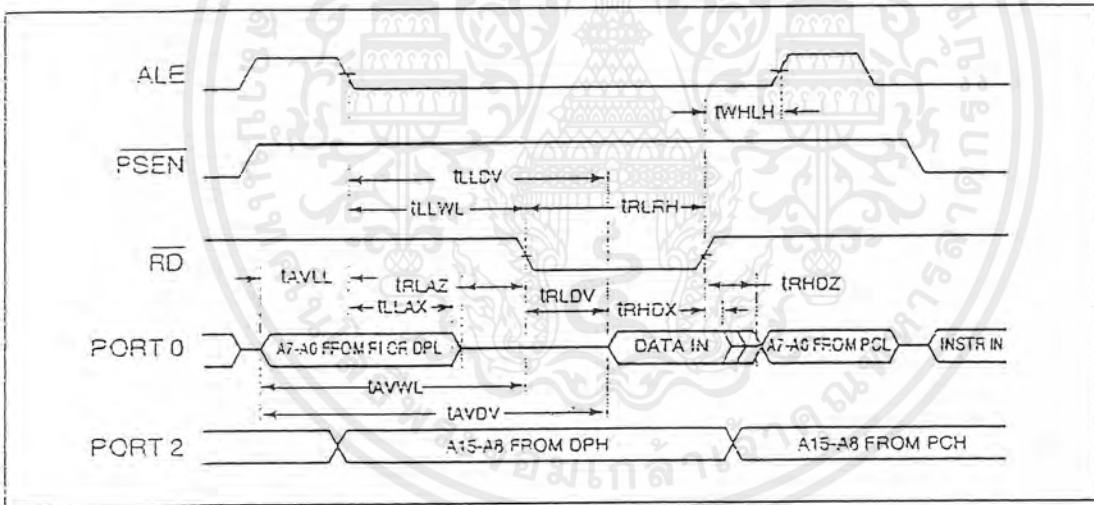 ALE
tWHLH
PSEN
tLLDV
tLLWL
tRLRH
RD
tAVLL
tRLAZ
tRLDV
tRHDZ
tLLAX
tRHDX
PORT 0
A7-A0 FROM RI OR DPL
DATA IN
A7-A0 FROM PCL
INSTR IN
tAVWL
tAVDV
PORT 2
A15-A8 FROM DPH
A15-A8 FROM PCH